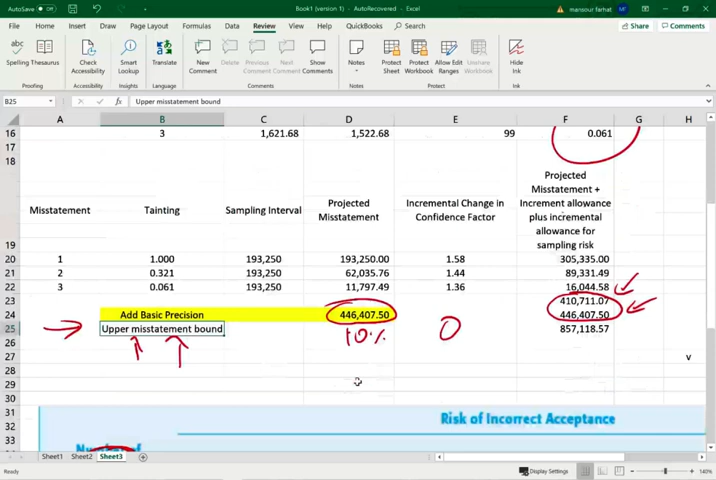 AutoSave Off Book1 (version 1) - AutoRecovered - Excel mansour farhat MF
File Home Insert Draw Page Layout Formulas Data Review View Help QuickBooks Search Share Comments
Spelling Thesaurus Check Accessibility Smart Lookup Translate New Comment Delete Previous Comment Next Comment Show Comments Notes Protect Sheet Protect Workbook Allow Edit Ranges Unshare Workbook Hide Ink
Proofing Accessibility Insights Language Comments Notes Protect Ink
B25 fx Upper misstatement bound
A B C D E F G H
16 3 1,621.68 1,522.68 99 0.061
17
18
19 Misstatement Tainting Sampling Interval Projected Misstatement Incremental Change in Confidence Factor Projected Misstatement + Increment allowance plus incremental allowance for sampling risk
20 1 1.000 193,250 193,250.00 1.58 305,335.00
21 2 0.321 193,250 62,035.76 1.44 89,331.49
22 3 0.061 193,250 11,797.49 1.36 16,044.58
23 410,711.07
24 Add Basic Precision 446,407.50 446,407.50
25 Upper misstatement bound 857,118.57
10% 0
26
27 v
28
29
30
31 Risk of Incorrect Acceptance
32
33 Number of
Sheet1 Sheet2 Sheet3
Ready Display Settings 140%